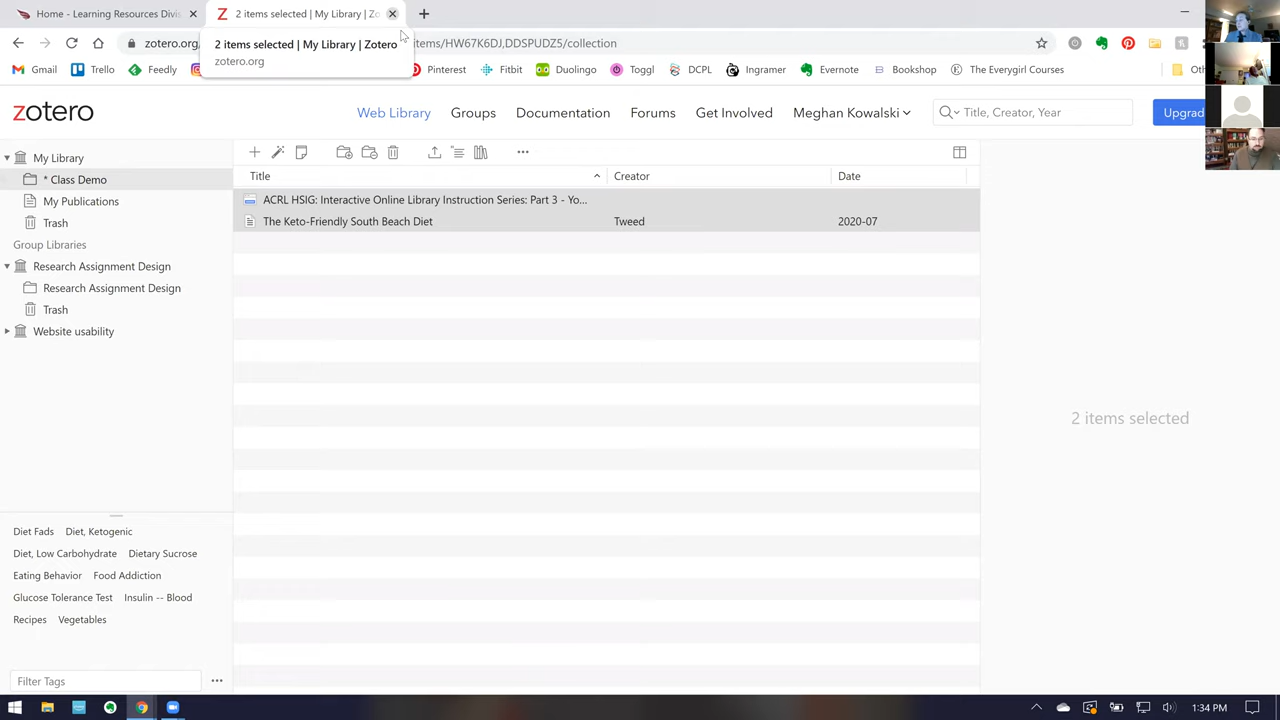 Home - Learning Resources Divis
2 items selected | My Library | Zo
zotero.org
items/HW67K6DJ,DDSPUDZ5/collection
2 items selected | My Library | Zotero
zotero.org
Gmail Trello Feedly Pinterest Fitbit Duolingo Toggl DCPL Ingramer Evernote Bookshop The Everygirl Courses Oth
zotero Web Library Groups Documentation Forums Get Involved Meghan Kowalski Title, Creator, Year Upgrad
My Library
* Class Demo
My Publications
Trash
Group Libraries
Research Assignment Design
Research Assignment Design
Trash
Website usability
Title Creator Date
ACRL HSIG: Interactive Online Library Instruction Series: Part 3 - Yo...
The Keto-Friendly South Beach Diet Tweed 2020-07
2 items selected
Diet Fads Diet, Ketogenic
Diet, Low Carbohydrate Dietary Sucrose
Eating Behavior Food Addiction
Glucose Tolerance Test Insulin -- Blood
Recipes Vegetables
Filter Tags
1:34 PM